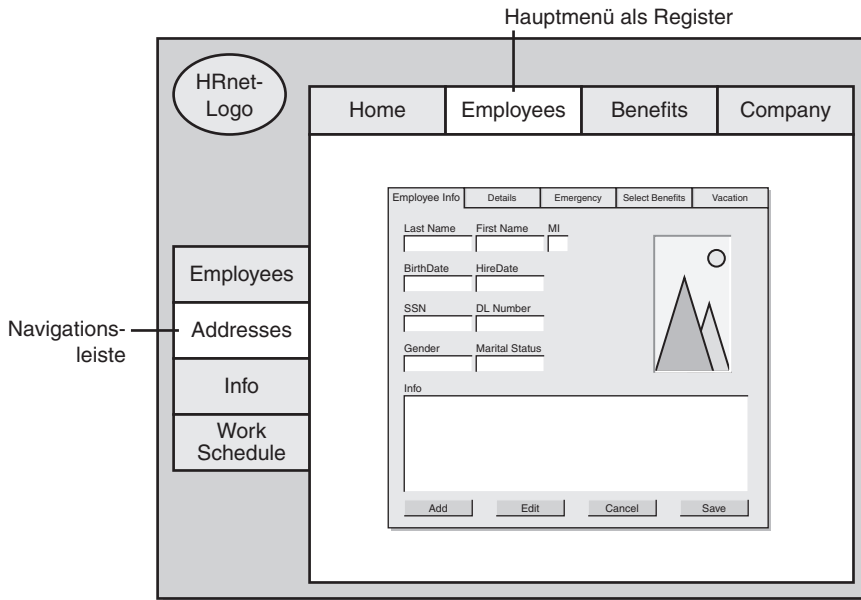 Hauptmenü als Register
HRnet-
Logo
Home Employees Benefits Company
Employee Info Details Emergency Select Benefits Vacation
Last Name First Name MI
BirthDate HireDate
SSN DL Number
Gender Marital Status
Info
Add Edit Cancel Save
Employees
Addresses
Info
Work
Schedule
Navigations-
leiste